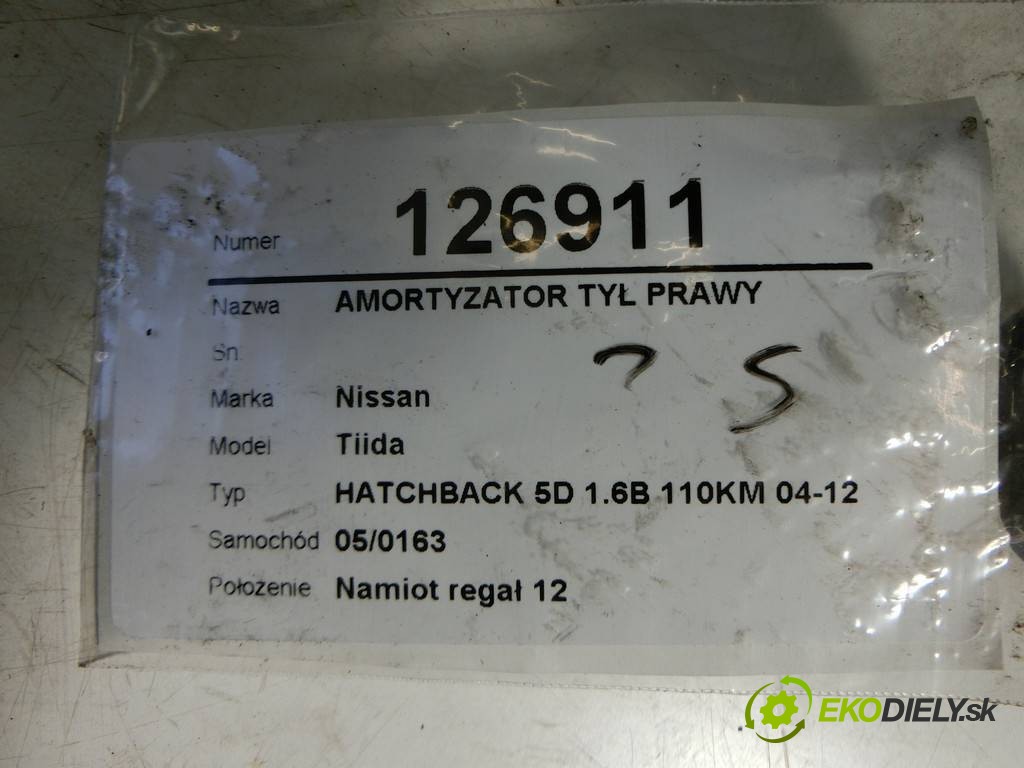 Numer 126911
Nazwa AMORTYZATOR TYŁ PRAWY
Sn:
Marka Nissan
Model Tiida
Typ HATCHBACK 5D 1.6B 110KM 04-12
Samochód 05/0163
Położenie Namiot regał 12
EKODIELY.sk